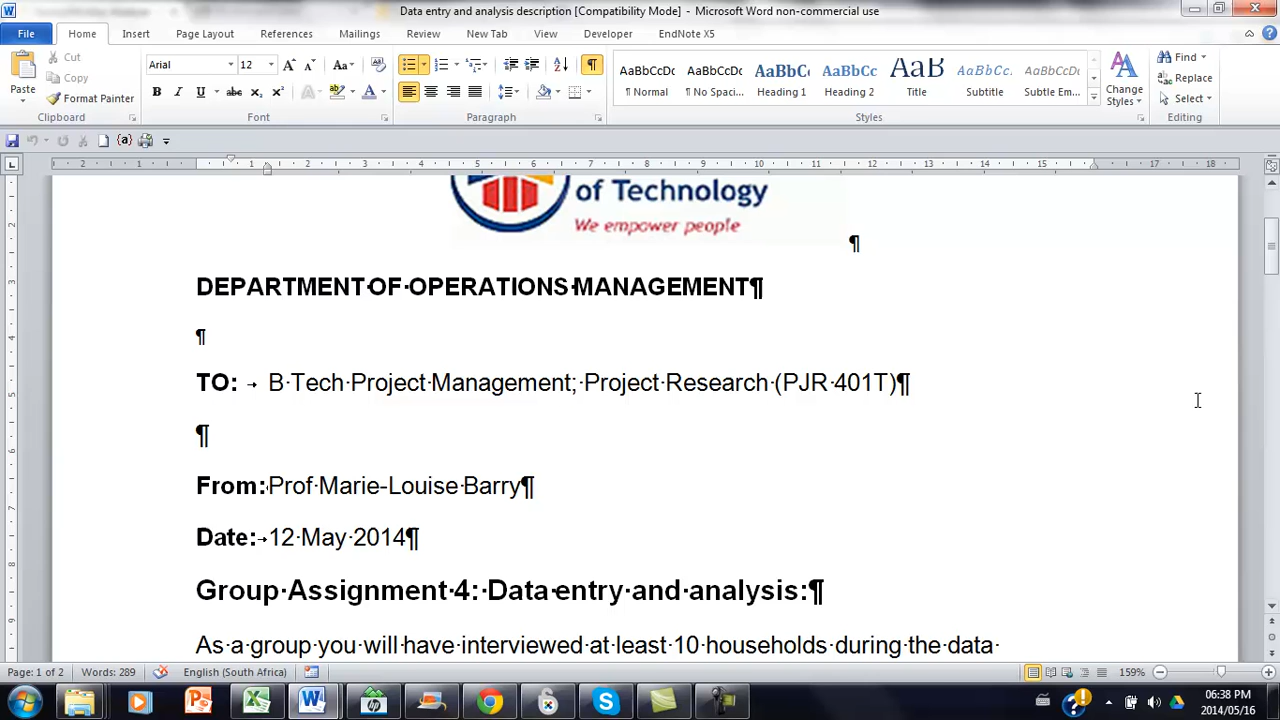 Data entry and analysis description [Compatibility Mode] - Microsoft Word non-commercial use
File Home Insert Page Layout References Mailings Review New Tab View Developer EndNote X5
Paste Cut Copy Format Painter
Clipboard
Arial 12
Font
Paragraph
AaBbCcDc AaBbCcDc AaBbCc AaBbCc AaB AaBbCcL AaBbCcDt
¶ Normal ¶ No Spaci... Heading 1 Heading 2 Title Subtitle Subtle Em...
Change Styles
Styles
Find Replace Select
Editing
of Technology
We empower people
¶
DEPARTMENT·OF·OPERATIONS·MANAGEMENT¶
¶
TO: → B·Tech·Project·Management;·Project·Research·(PJR·401T)¶
¶
From: Prof·Marie-Louise·Barry¶
Date:→12·May·2014¶
Group·Assignment·4:·Data·entry·and·analysis:¶
As·a·group·you·will·have·interviewed·at·least·10·households·during·the·data·
Page: 1 of 2 Words: 289 English (South Africa) 159%
06:38 PM
2014/05/16